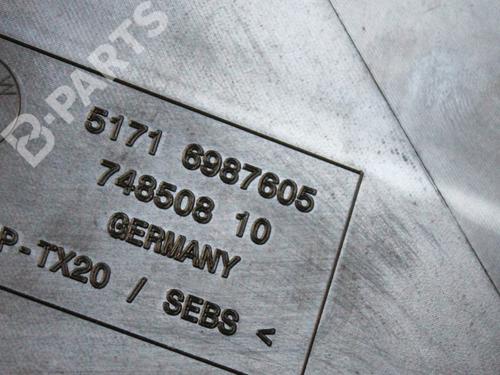 B-PARTS
5171 6987605
748508 10
GERMANY
P-TX20 / SEBS <